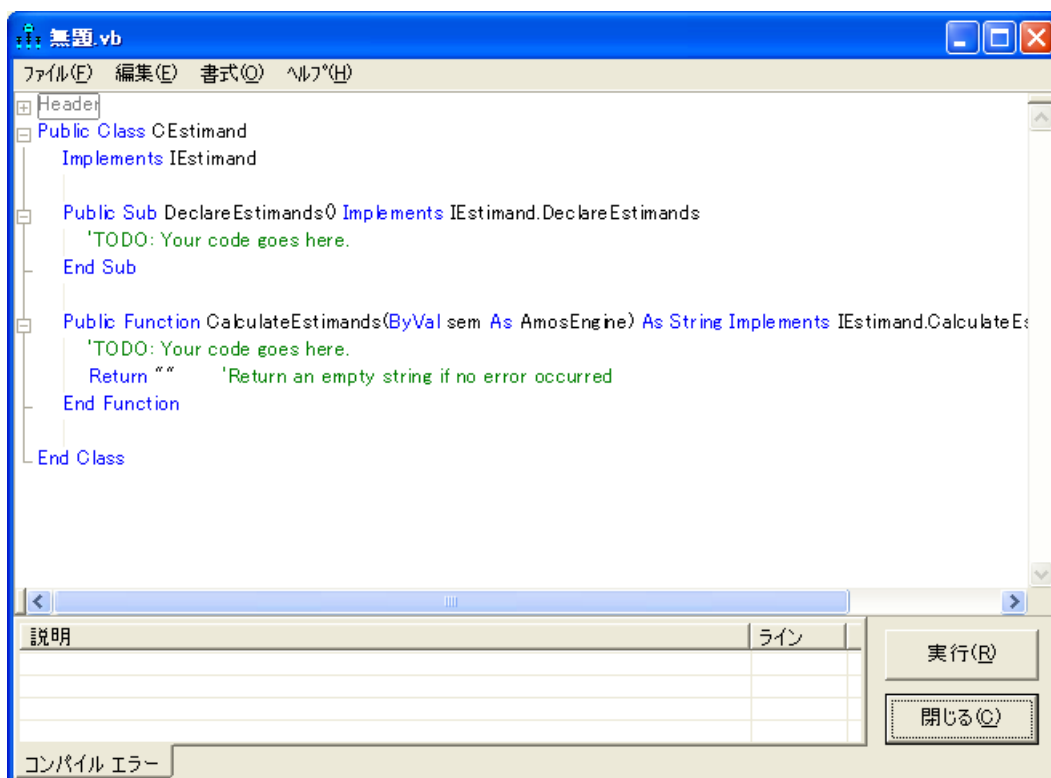 無題.vb
ファイル(F) 編集(E) 書式(O) ヘルプ(H)
Header
Public Class CEstimand
Implements IEstimand
Public Sub DeclareEstimands() Implements IEstimand.DeclareEstimands
'TODO: Your code goes here.
End Sub
Public Function CalculateEstimands(ByVal sem As AmosEngine) As String Implements IEstimand.CalculateEs
'TODO: Your code goes here.
Return "" 'Return an empty string if no error occurred
End Function
End Class
説明 ライン
実行(R)
閉じる(C)
コンパイル エラー